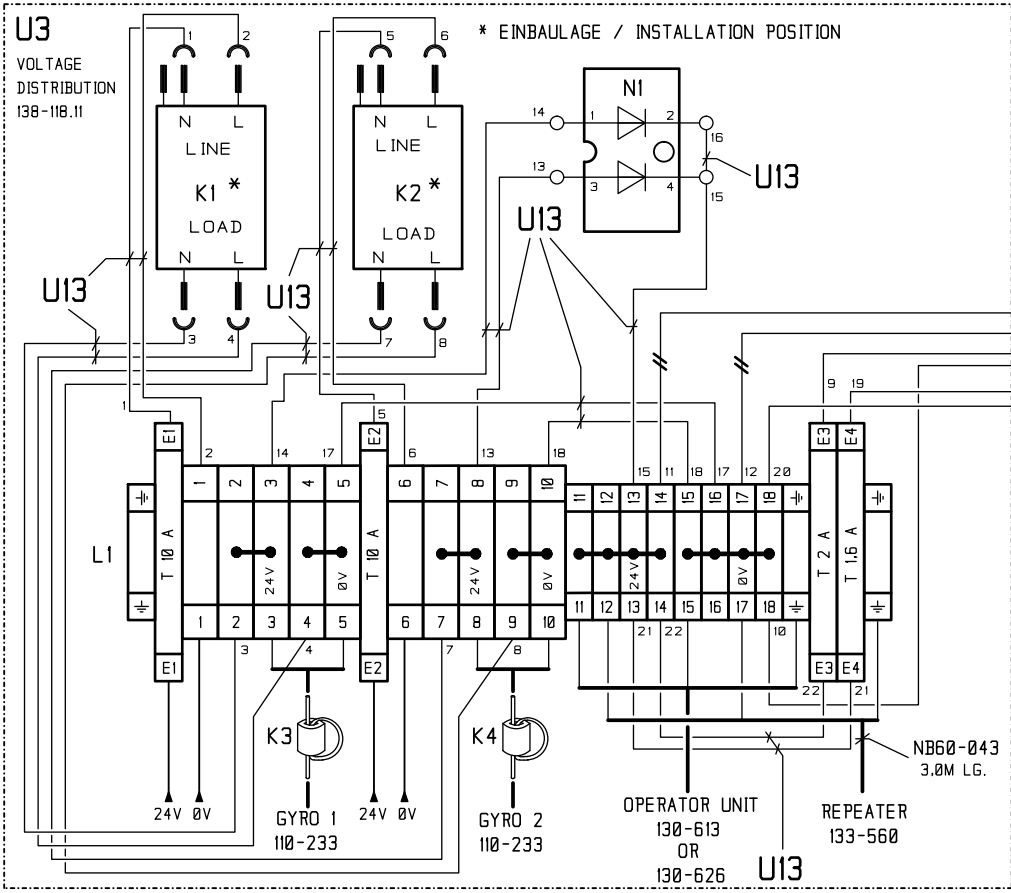 U3
VOLTAGE
DISTRIBUTION
138-118.11
* EINBAULAGE / INSTALLATION POSITION
1 2
5 6
N L
LINE
K1 *
LOAD
N L
N L
LINE
K2 *
LOAD
N L
N1
14 1 2 16
13 3 4 15
U13
U13
U13
U13
3 4
7 8
9 19
1 2 14 17 5 6 13 18 15 11 18 17 12 20
E1 E2 E3 E4
1 2 3 4 5 6 7 8 9 10 11 12 13 14 15 16 17 18
L1
T 10 A
24V
0V
T 10 A
24V
0V
24V
0V
T 2 A
T 1.6 A
1 2 3 4 5 6 7 8 9 10 11 12 13 14 15 16 17 18
E1 E2 E3 E4
3 4 7 8 21 22 10 22 21
K3
K4
NB60-043
3.0M LG.
24V 0V
GYRO 1
110-233
24V 0V
GYRO 2
110-233
OPERATOR UNIT
130-613
OR
130-626
REPEATER
133-560
U13